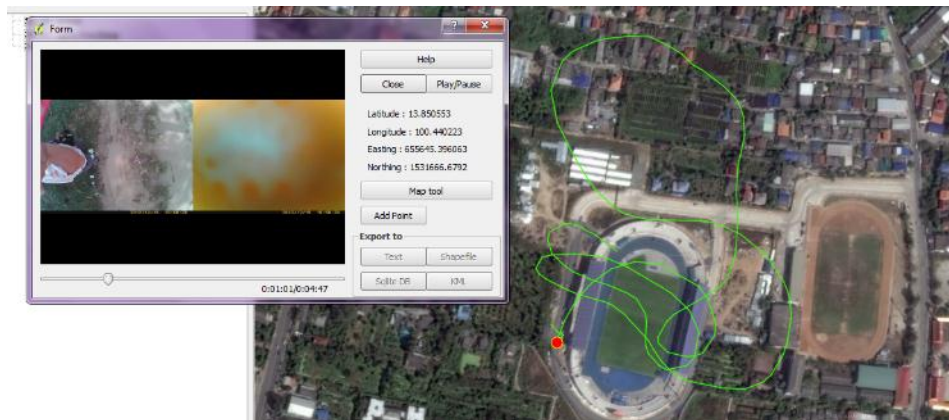 Form
Help
Close
Play/Pause
Latitude : 13.850553
Longitude : 100.440223
Easting : 655645.396063
Northing : 1531666.6792
Map tool
Add Point
Export to
Text
Shapefile
Sqlite DB
KML
0:01:01/0:04:47